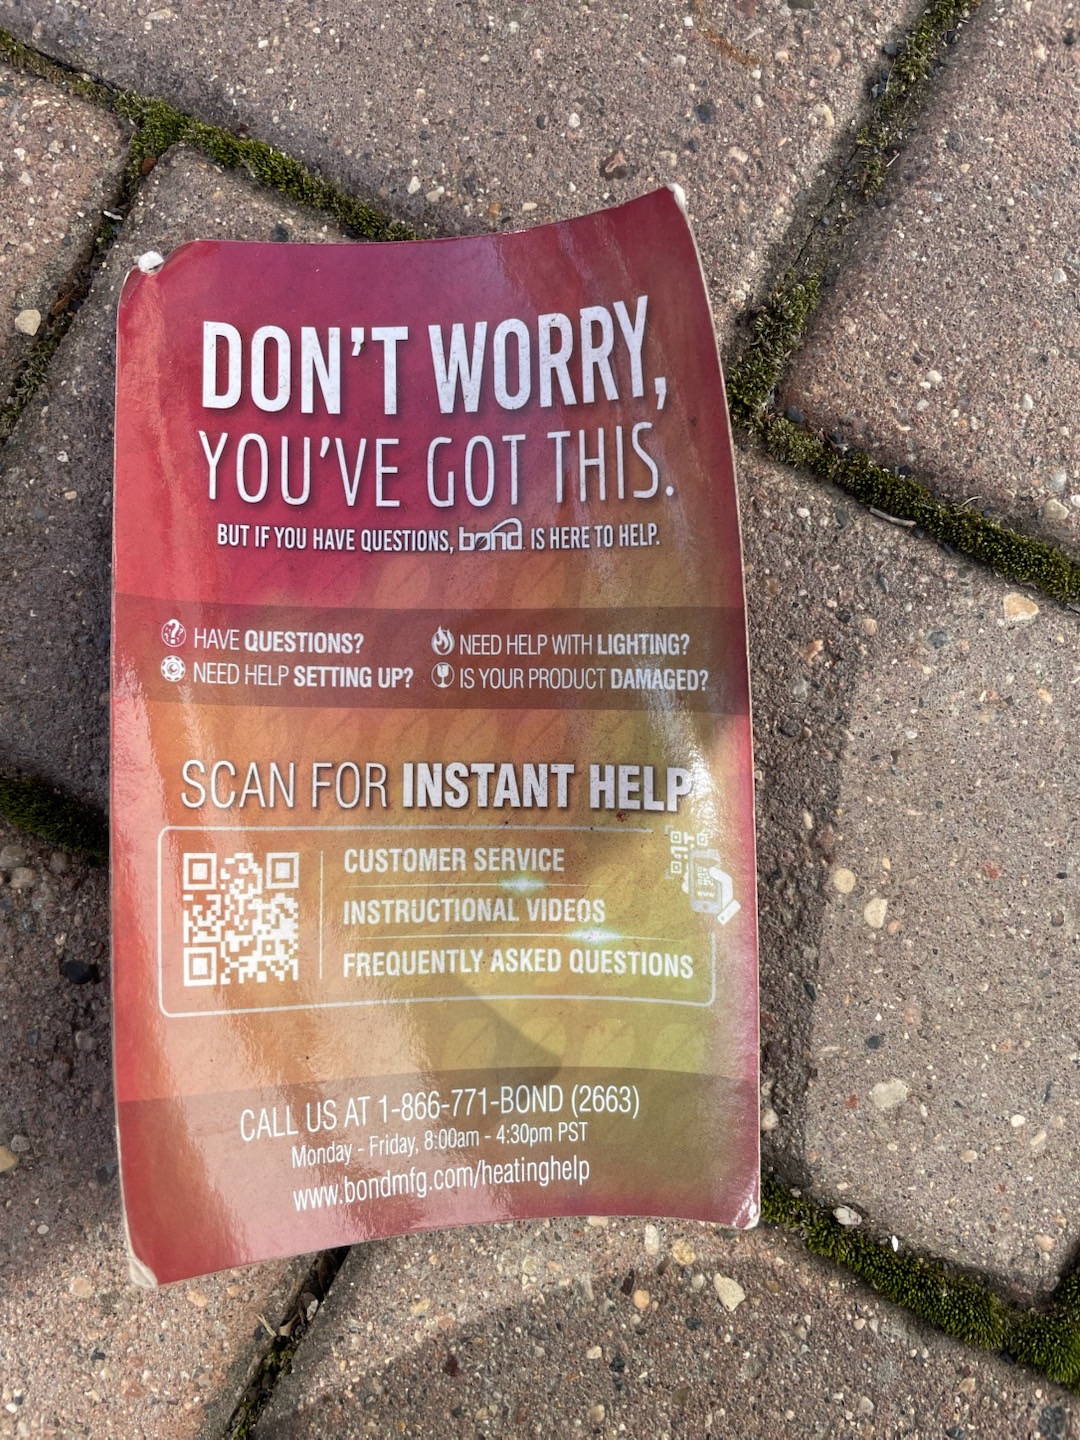 DON'T WORRY,
YOU'VE GOT THIS.
BUT IF YOU HAVE QUESTIONS, bond IS HERE TO HELP.
HAVE QUESTIONS?
NEED HELP WITH LIGHTING?
NEED HELP SETTING UP?
IS YOUR PRODUCT DAMAGED?
SCAN FOR INSTANT HELP
CUSTOMER SERVICE
INSTRUCTIONAL VIDEOS
FREQUENTLY ASKED QUESTIONS
CALL US AT 1-866-771-BOND (2663)
Monday - Friday, 8:00am - 4:30pm PST
www.bondmfg.com/heatinghelp